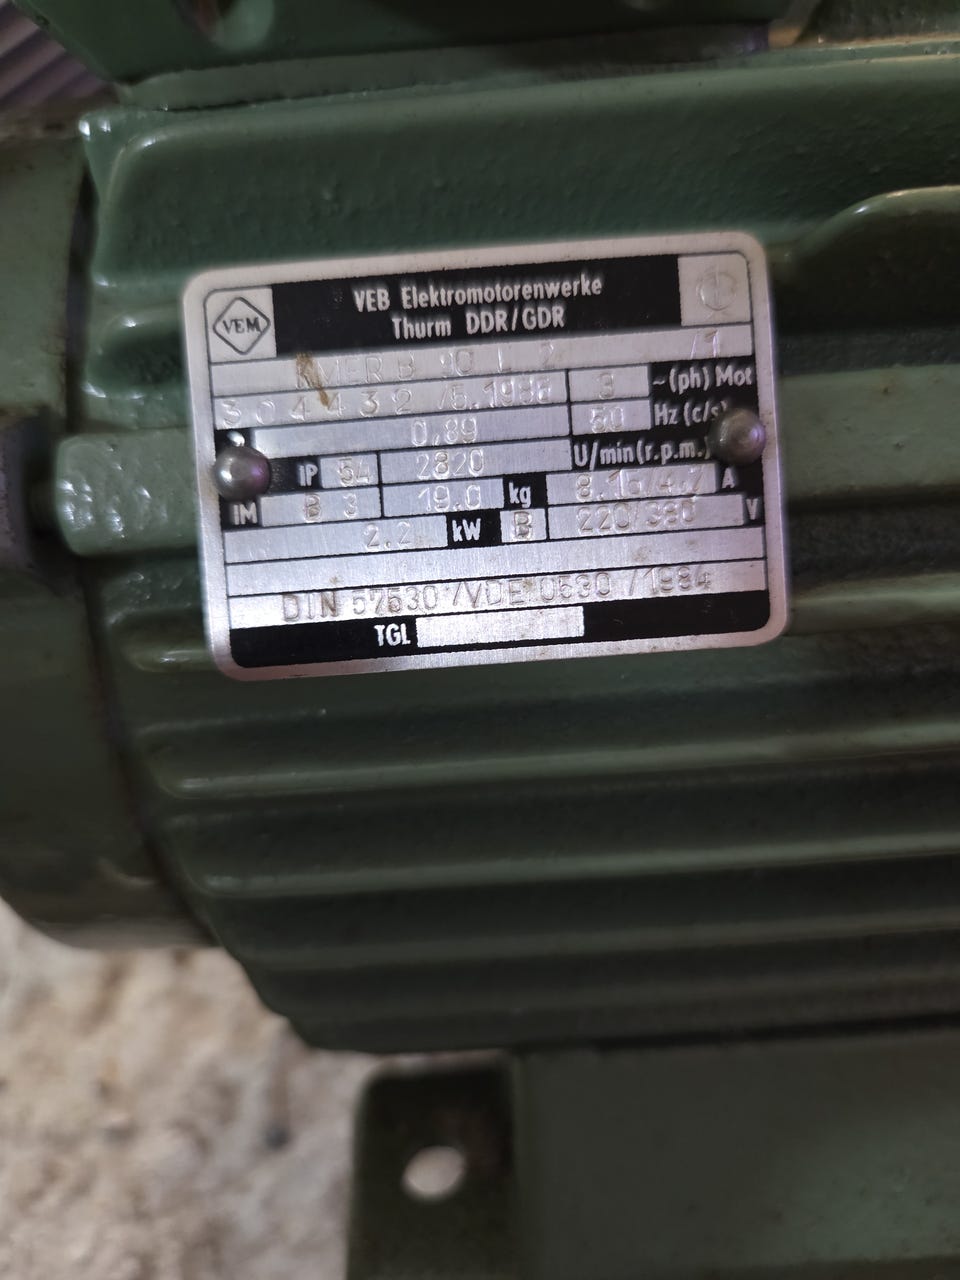 VEM
VEB Elektromotorenwerke
Thurm DDR/GDR
KMER B 90 L 2 /1
304432 /5.1988 3 ~(ph) Mot
0,89 50 Hz (c/s)
IP 54 2820 U/min(r.p.m.)
IM B 3 19.0 kg 8.15/4.7 A
2.2 kW B 220/380 V
DIN 57530 /VDE 0530 /1984
TGL